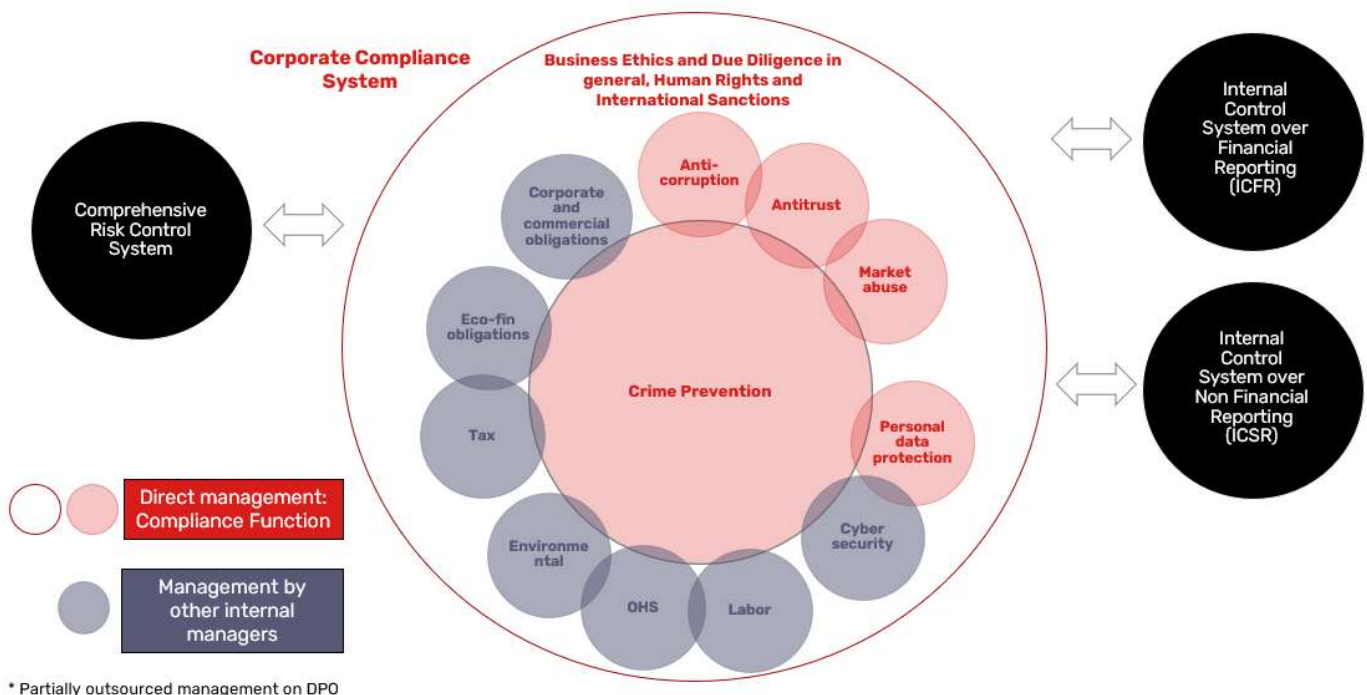 Corporate Compliance
System
Business Ethics and Due Diligence in
general, Human Rights and
International Sanctions
Comprehensive
Risk Control
System
Internal
Control
System over
Financial
Reporting
(ICFR)
Internal
Control
System over
Non Financial
Reporting
(ICSR)
Anti-
corruption
Antitrust
Market
abuse
Personal
data
protection
Cyber
security
Labor
OHS
Environme
ntal
Tax
Eco-fin
obligations
Corporate
and
commercial
obligations
Crime Prevention
Direct management:
Compliance Function
Management by
other internal
managers
* Partially outsourced management on DPO